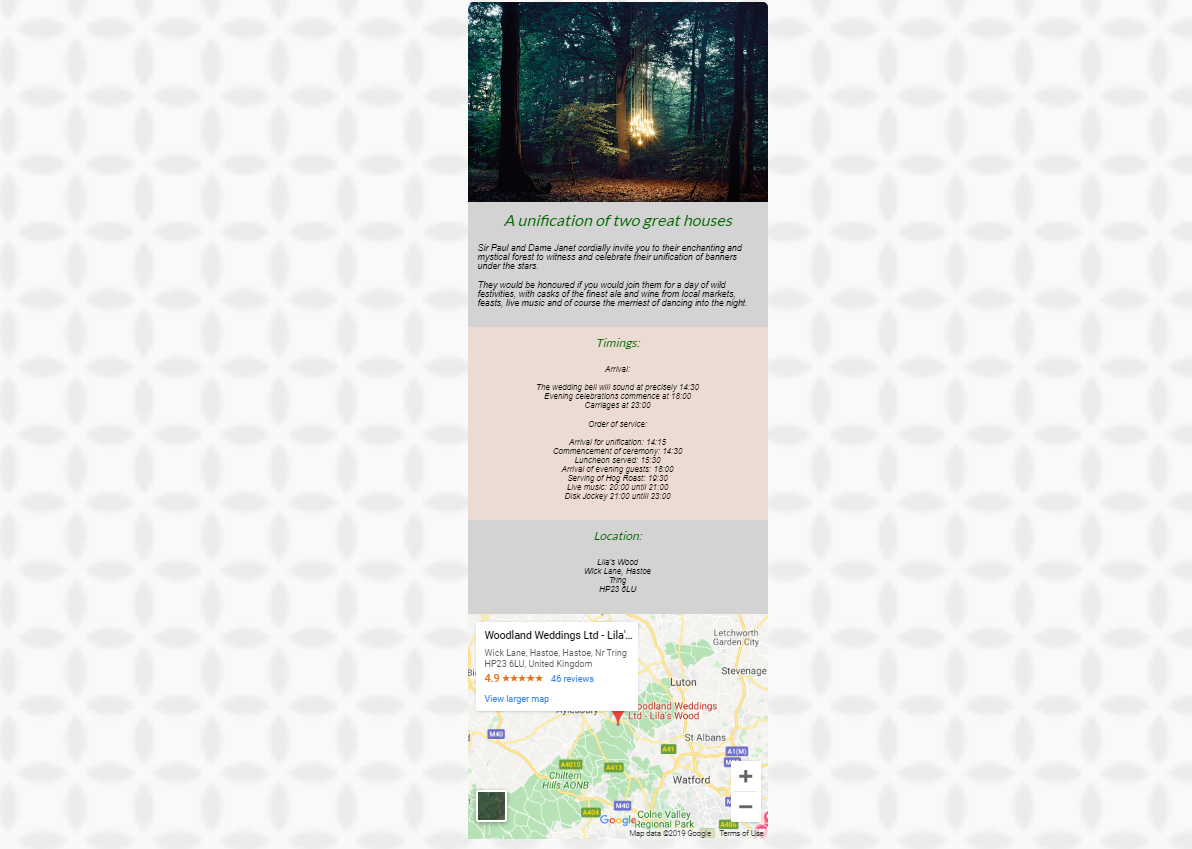 A unification of two great houses
Sir Paul and Dame Janet cordially invite you to their enchanting and
mystical forest to witness and celebrate their unification of banners
under the stars.
They would be honoured if you would join them for a day of wild
festivities, with casks of the finest ale and wine from local markets,
feasts, live music and of course the merriest of dancing into the night.
Timings:
Arrival:
The wedding bell will sound at precisely 14:30
Evening celebrations commence at 18:00
Carriages at 23:00
Order of service:
Arrival for unification: 14:15
Commencement of ceremony: 14:30
Luncheon served: 15:30
Arrival of evening guests: 18:00
Serving of Hog Roast: 19:30
Live music: 20:00 until 21:00
Disk Jockey 21:00 untill 23:00
Location:
Lila's Wood
Wick Lane, Hastoe
Tring
HP23 6LU
Woodland Weddings Ltd - Lila'...
Wick Lane, Hastoe, Hastoe, Nr Tring
HP23 6LU, United Kingdom
4.9 ★★★★★ 46 reviews
View larger map
Letchworth
Garden City
Stevenage
Luton
Aylesbury
oodland Weddings
Ltd - Lila's Wood
M40
St Albans
A41
A1(M)
A4010
A413
Chiltern
Hills AONB
Watford
M40
A404
Google
Colne Valley
Regional Park
Map data ©2019 Google
Terms of Use